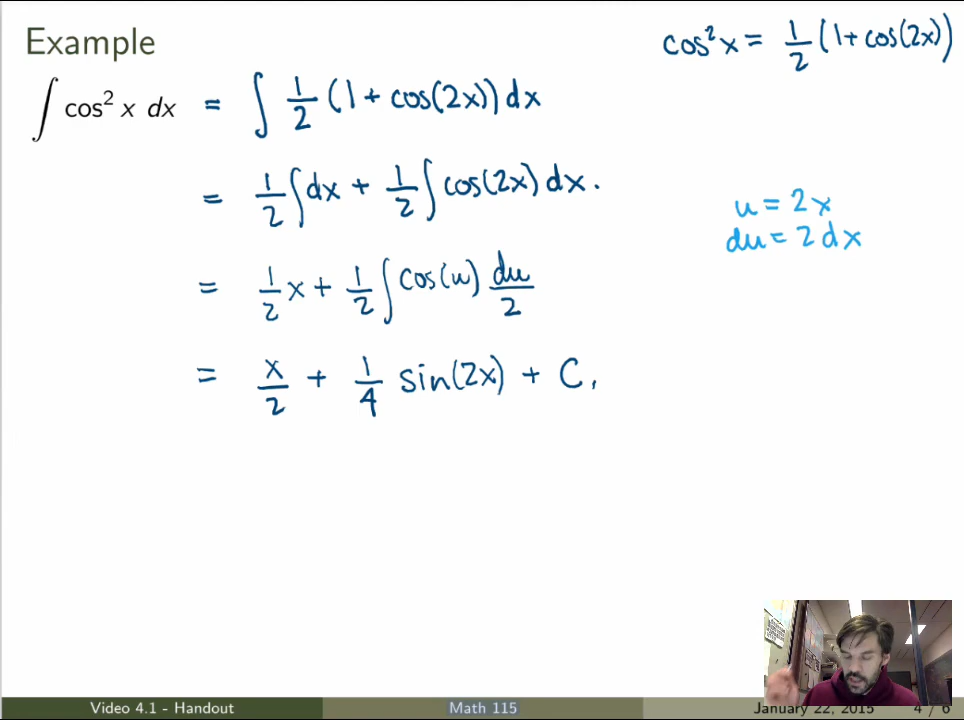 Example
cos²x = 1/2 (1 + cos(2x))
∫ cos² x dx = ∫ 1/2 (1 + cos(2x)) dx
= 1/2 ∫ dx + 1/2 ∫ cos(2x) dx.
u = 2x
du = 2 dx
= 1/2 x + 1/2 ∫ cos(u) du/2
= x/2 + 1/4 sin(2x) + C,
Video 4.1 - Handout
Math 115
January 22, 2015
4 / 6